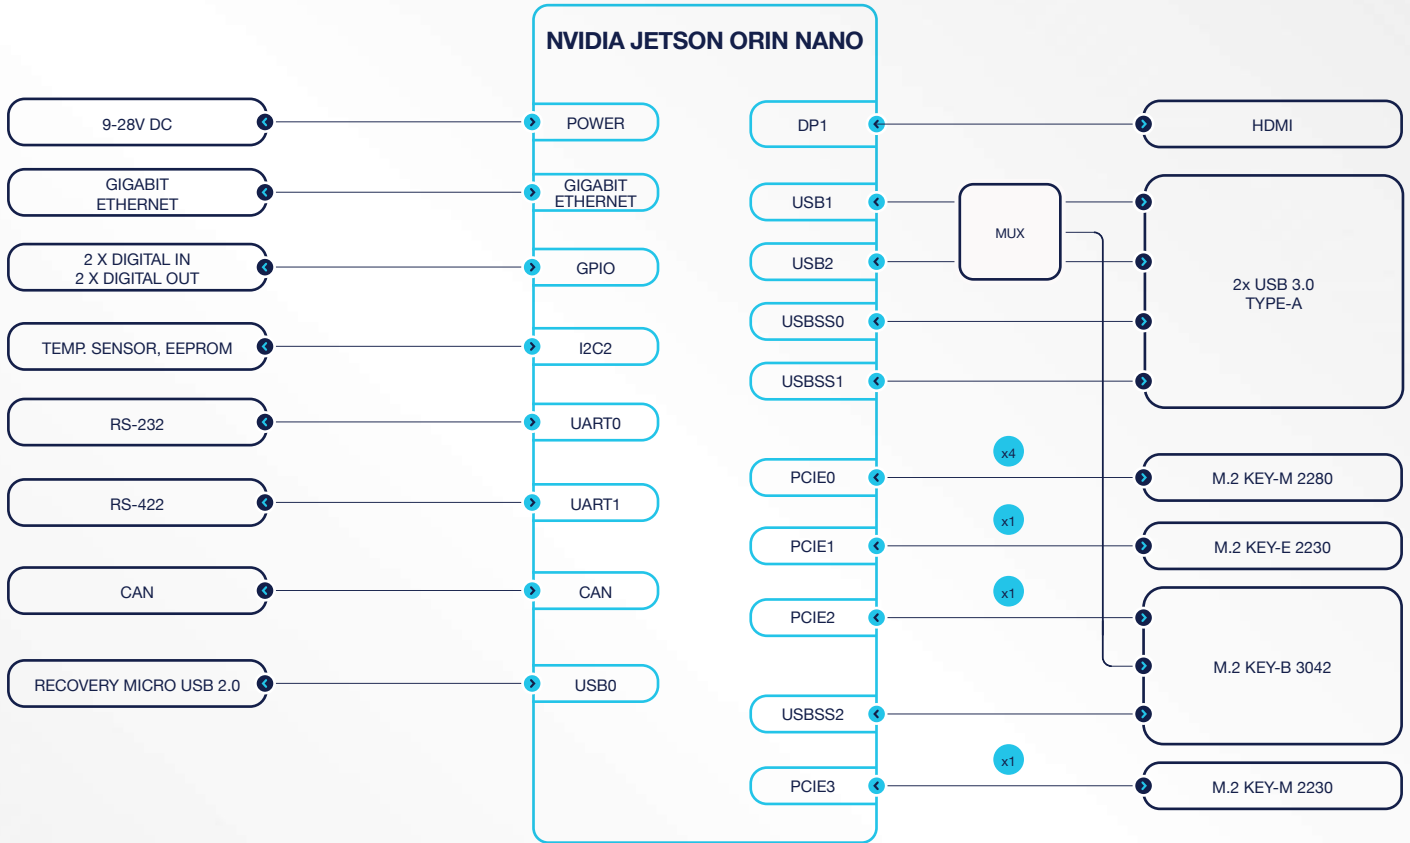 NVIDIA JETSON ORIN NANO
9-28V DC
POWER
DP1
HDMI
GIGABIT
ETHERNET
GIGABIT
ETHERNET
USB1
MUX
2 X DIGITAL IN
2 X DIGITAL OUT
GPIO
USB2
2x USB 3.0
TYPE-A
USBSS0
TEMP. SENSOR, EEPROM
I2C2
USBSS1
RS-232
UART0
x4
PCIE0
M.2 KEY-M 2280
RS-422
UART1
x1
PCIE1
M.2 KEY-E 2230
CAN
CAN
x1
PCIE2
M.2 KEY-B 3042
RECOVERY MICRO USB 2.0
USB0
USBSS2
x1
PCIE3
M.2 KEY-M 2230